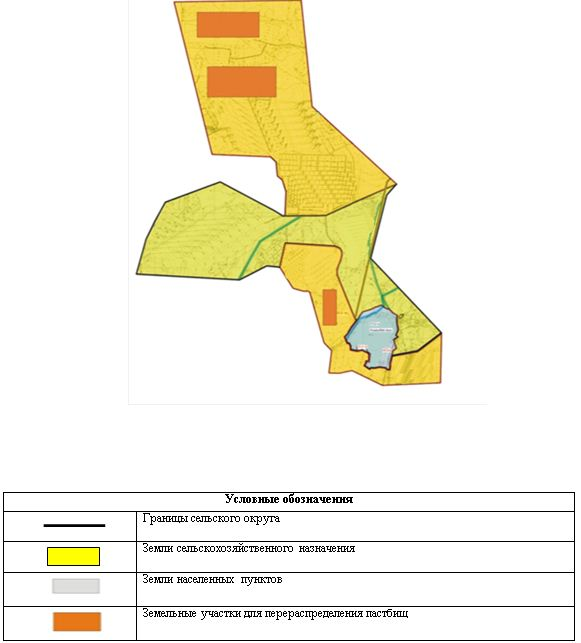 Условные обозначения
Границы сельского округа
Земли сельскохозяйственного назначения
Земли населенных пунктов
Земельные участки для перераспределения пастбищ